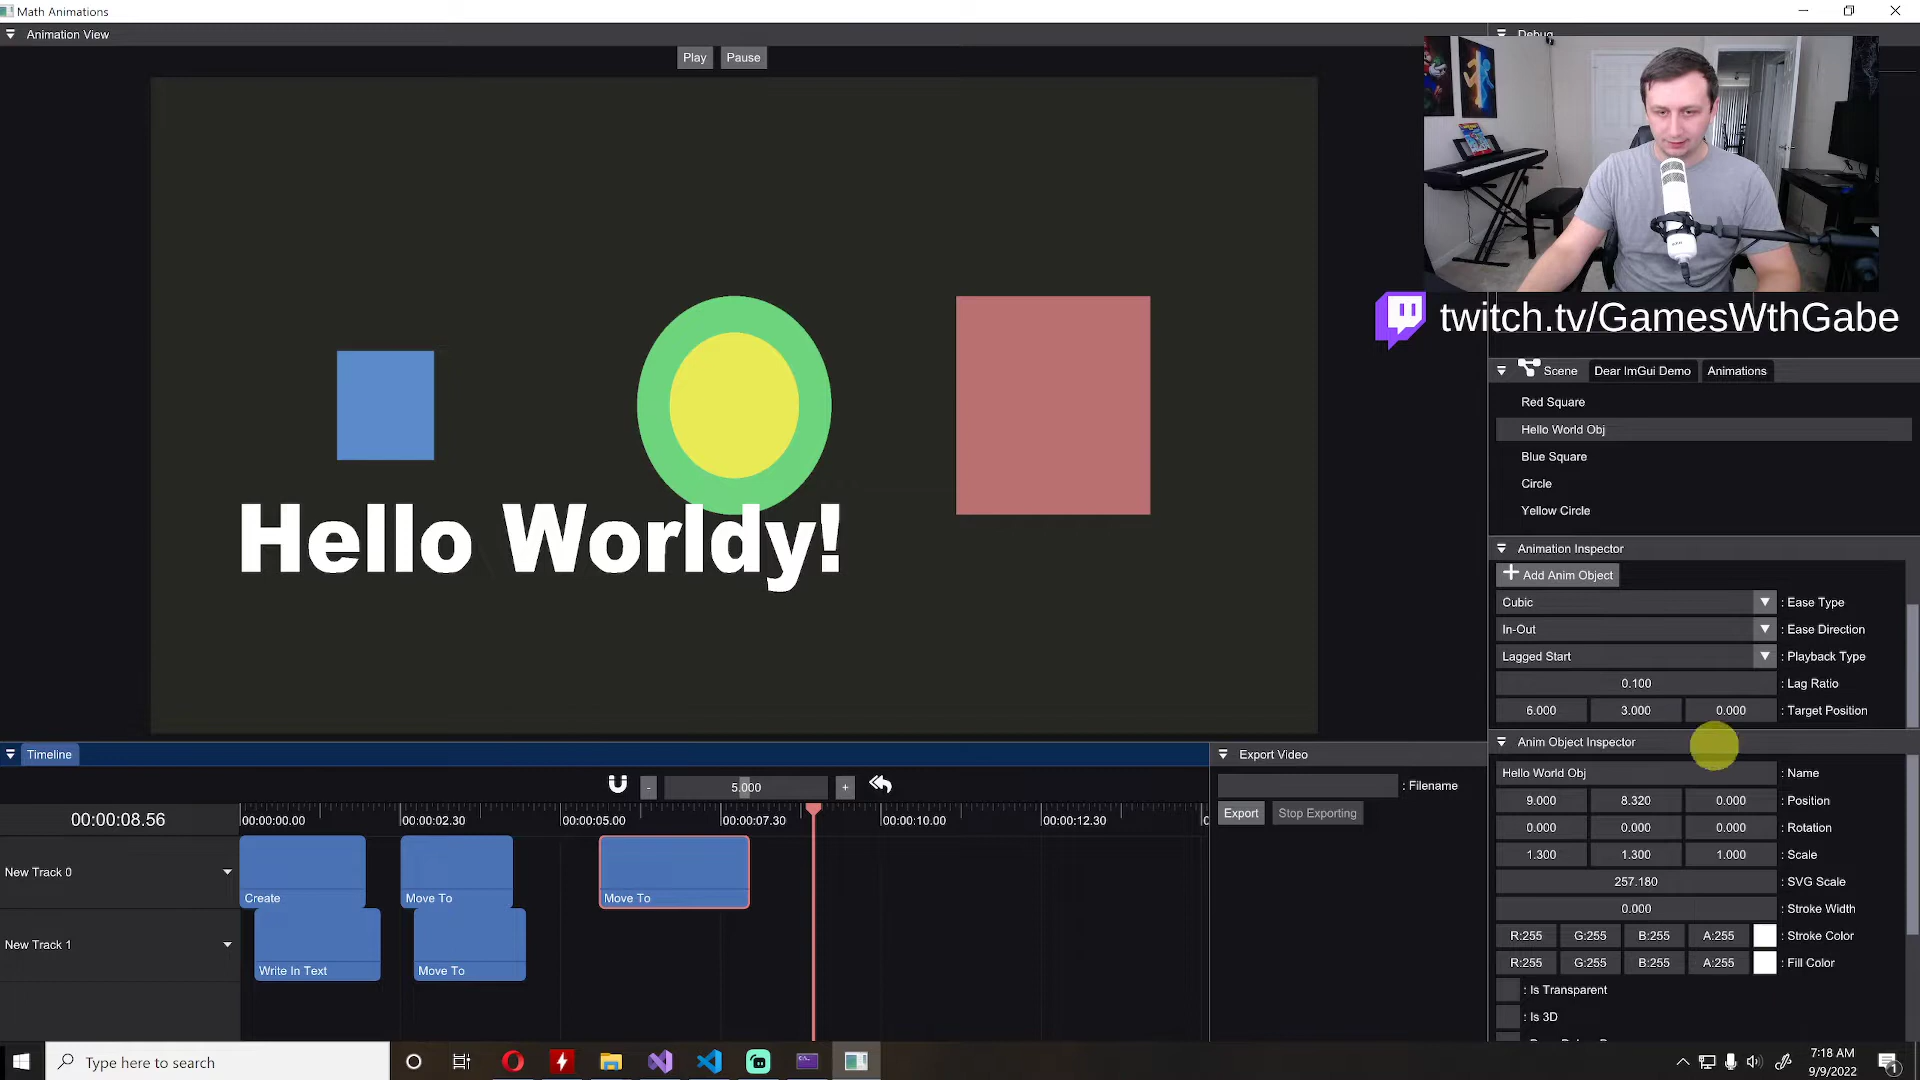 Math Animations
Animation View
Debug
Play Pause
Hello Worldy!
twitch.tv/GamesWthGabe
Scene Dear ImGui Demo Animations
Red Square
Hello World Obj
Blue Square
Circle
Yellow Circle
Animation Inspector
Add Anim Object
Cubic : Ease Type
In-Out : Ease Direction
Lagged Start : Playback Type
0.100 : Lag Ratio
6.000 3.000 0.000 : Target Position
Anim Object Inspector
Hello World Obj : Name
9.000 8.320 0.000 : Position
0.000 0.000 0.000 : Rotation
1.300 1.300 1.000 : Scale
257.180 : SVG Scale
0.000 : Stroke Width
R:255 G:255 B:255 A:255 : Stroke Color
R:255 G:255 B:255 A:255 : Fill Color
: Is Transparent
: Is 3D
Timeline
- 5.000 +
00:00:08.56
00:00:00.00 00:00:02.30 00:00:05.00 00:00:07.30 00:00:10.00 00:00:12.30
New Track 0
Create Move To Move To
New Track 1
Write In Text Move To
Export Video
: Filename
Export Stop Exporting
Type here to search
7:18 AM
9/9/2022
1